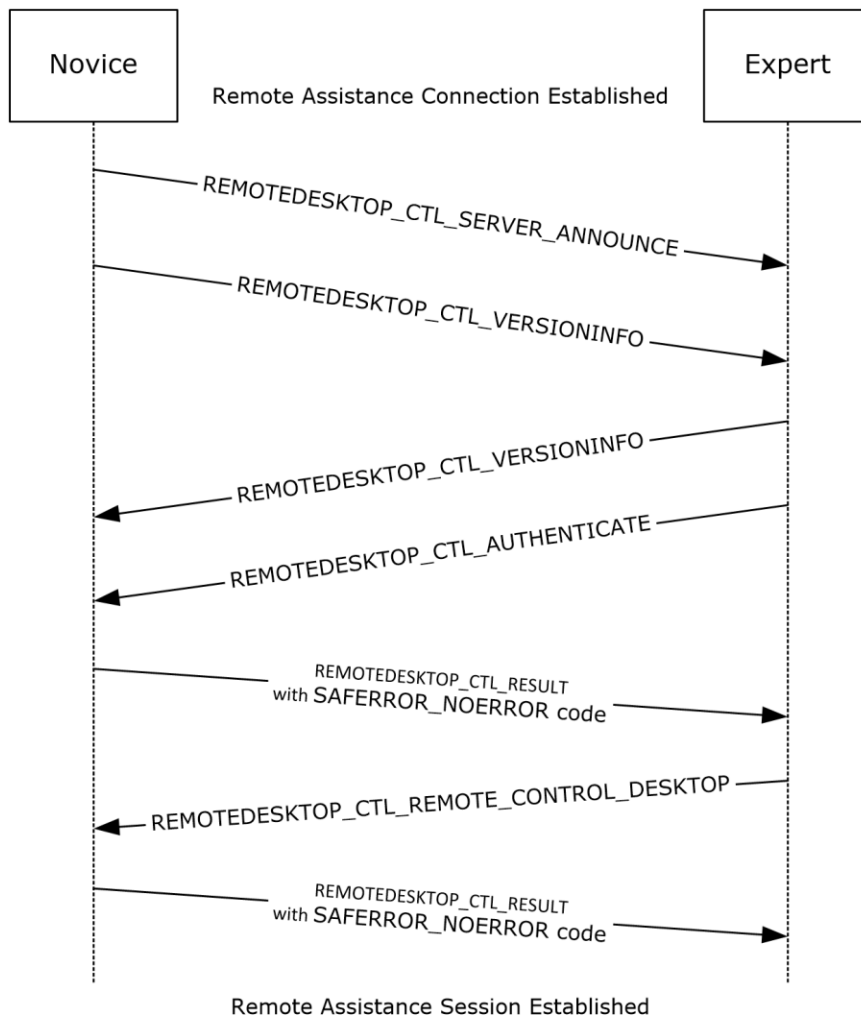 Novice
Expert
Remote Assistance Connection Established
REMOTEDESKTOP_CTL_SERVER_ANNOUNCE
REMOTEDESKTOP_CTL_VERSIONINFO
REMOTEDESKTOP_CTL_VERSIONINFO
REMOTEDESKTOP_CTL_AUTHENTICATE
REMOTEDESKTOP_CTL_RESULT
with SAFERROR_NOERROR code
REMOTEDESKTOP_CTL_REMOTE_CONTROL_DESKTOP
REMOTEDESKTOP_CTL_RESULT
with SAFERROR_NOERROR code
Remote Assistance Session Established